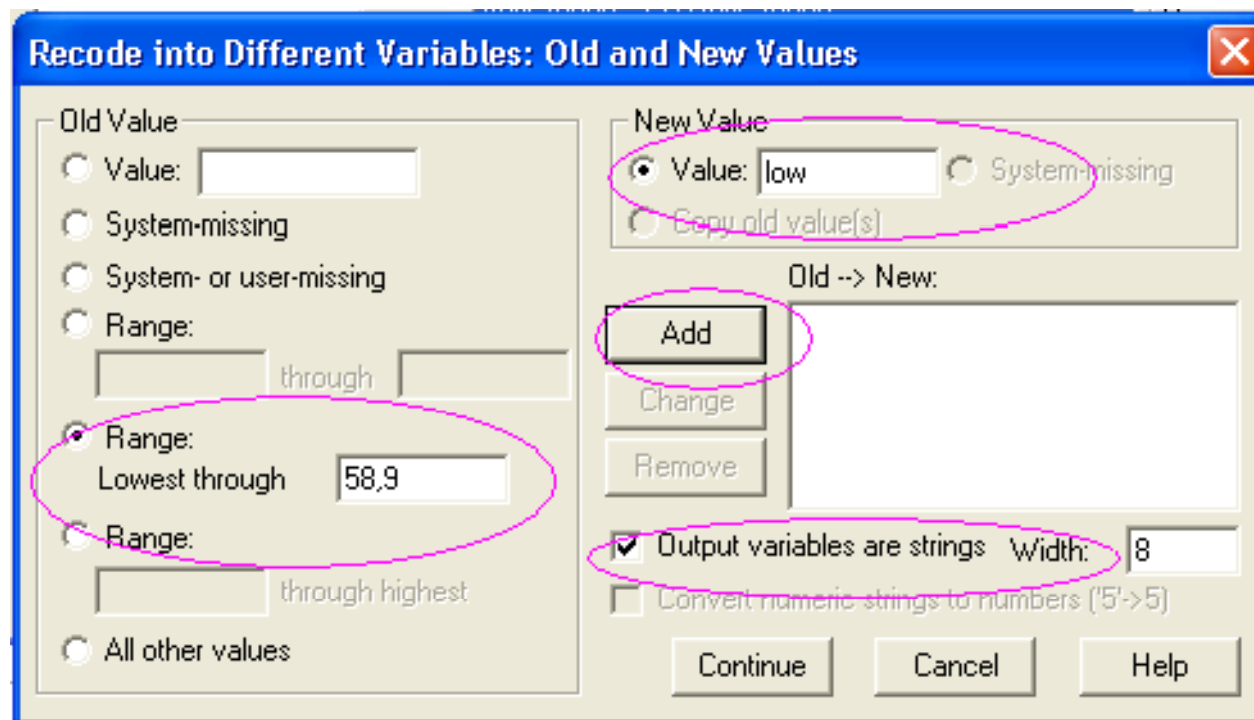 Recode into Different Variables: Old and New Values
Old Value
Value:
System-missing
System- or user-missing
Range:
through
Range:
Lowest through 58,9
Range:
through highest
All other values
New Value
Value: low System-missing
Copy old value(s)
Old --> New:
Add
Change
Remove
Output variables are strings Width: 8
Convert numeric strings to numbers ('5'->5)
Continue Cancel Help